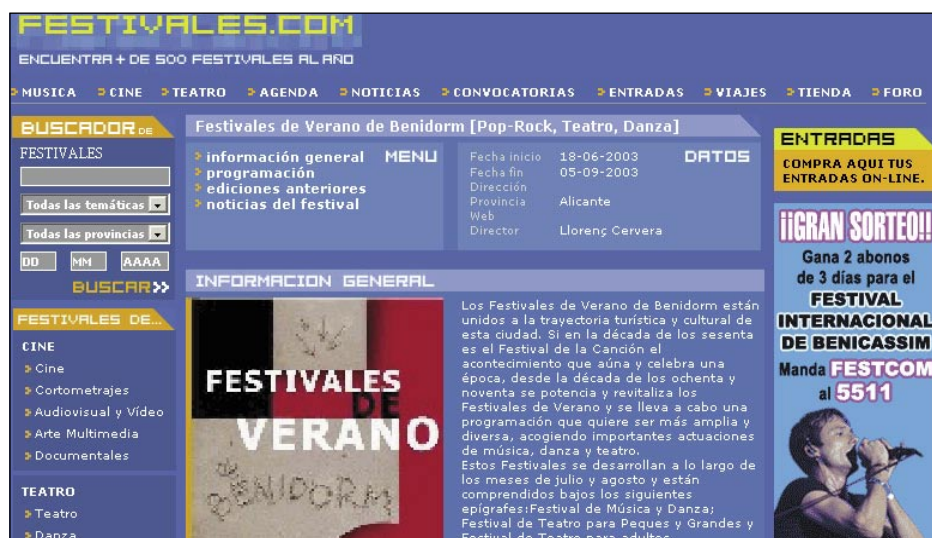 FESTIVALES.COM
ENCUENTRA + DE 500 FESTIVALES AL AÑO
MUSICA CINE TEATRO AGENDA NOTICIAS CONVOCATORIAS ENTRADAS VIAJES TIENDA FORO
BUSCADOR DE
FESTIVALES
Todas las temáticas
Todas las provincias
DD MM AAAA
BUSCAR
FESTIVALES DE...
CINE
Cine
Cortometrajes
Audiovisual y Vídeo
Arte Multimedia
Documentales
TEATRO
Teatro
Danza
Festivales de Verano de Benidorm [Pop-Rock, Teatro, Danza]
información general MENU
programación
ediciones anteriores
noticias del festival
Fecha inicio 18-06-2003 DATOS
Fecha fin 05-09-2003
Dirección
Provincia Alicante
Web
Director Llorenç Cervera
INFORMACION GENERAL
FESTIVALES
DE
VERANO
de
BENIDORM
Los Festivales de Verano de Benidorm están
unidos a la trayectoria turística y cultural de
esta ciudad. Si en la década de los sesenta
es el Festival de la Canción el
acontecimiento que aúna y celebra una
época, desde la década de los ochenta y
noventa se potencia y revitaliza los
Festivales de Verano y se lleva a cabo una
programación que quiere ser más amplia y
diversa, acogiendo importantes actuaciones
de música, danza y teatro.
Estos Festivales se desarrollan a lo largo de
los meses de julio y agosto y están
comprendidos bajos los siguientes
epígrafes:Festival de Música y Danza;
Festival de Teatro para Peques y Grandes y
Festival de Teatro para adultos.
ENTRADAS
COMPRA AQUI TUS
ENTRADAS ON-LINE.
¡¡GRAN SORTEO!!
Gana 2 abonos
de 3 días para el
FESTIVAL
INTERNACIONAL
DE BENICASSIM
Manda FESTCOM
al 5511